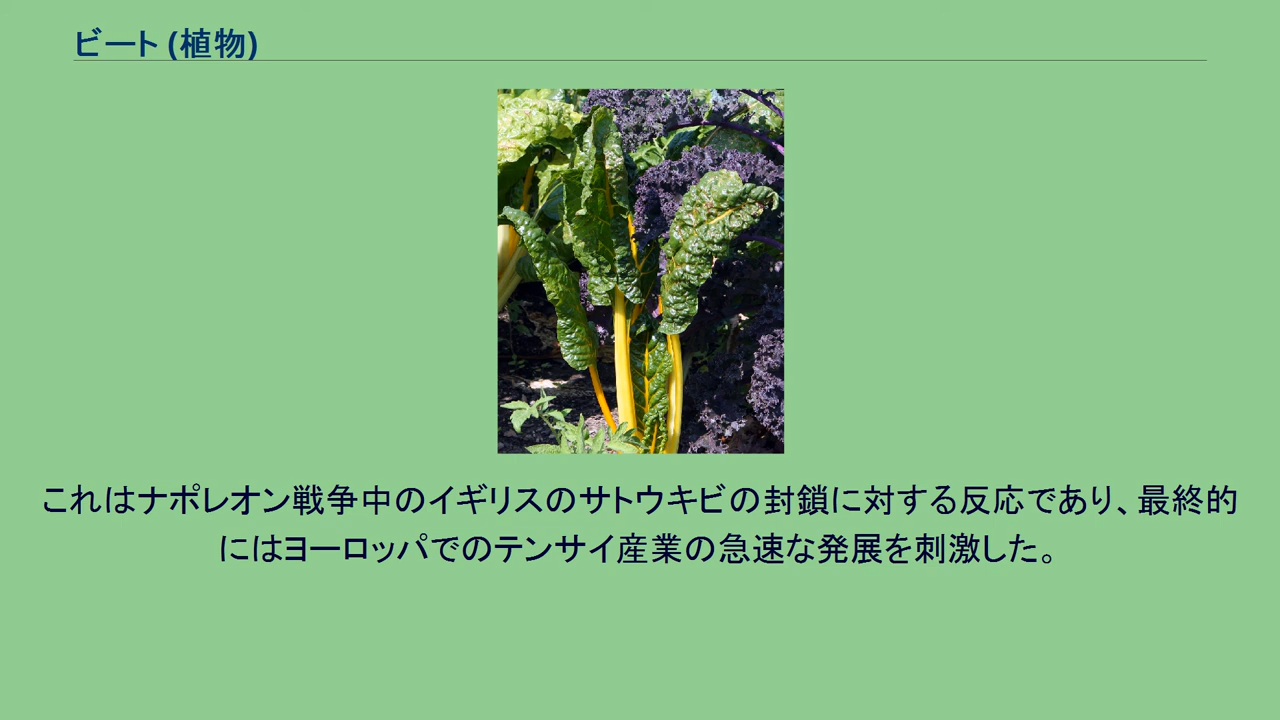 ビート (植物)
これはナポレオン戦争中のイギリスのサトウキビの封鎖に対する反応であり、最終的
にはヨーロッパでのテンサイ産業の急速な発展を刺激した。